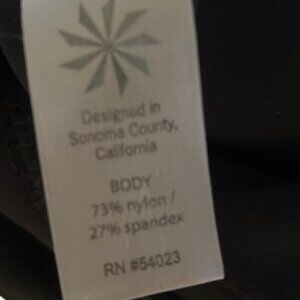 Designed in
Sonoma County,
California
BODY
73% nylon /
27% spandex
RN #54023